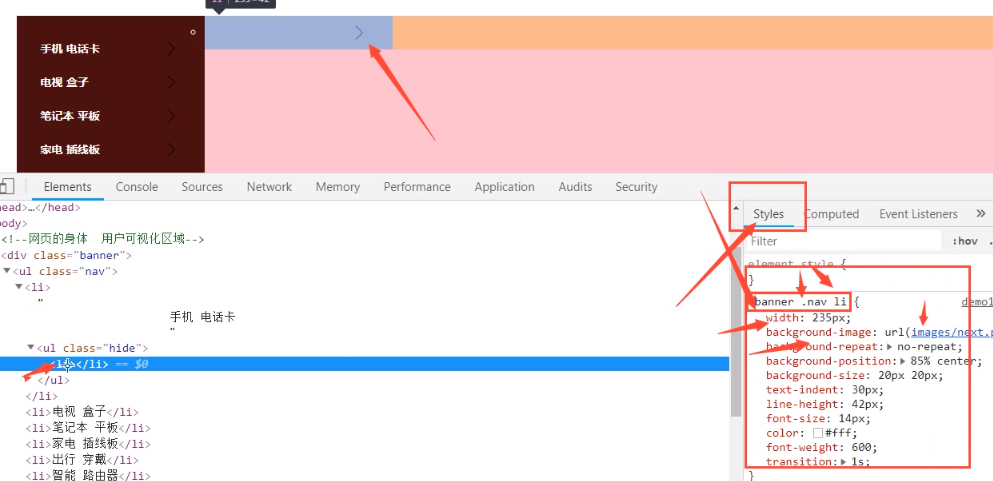 手机 电话卡
电视 盒子
笔记本 平板
家电 插线板
Elements Console Sources Network Memory Performance Application Audits Security
Styles Computed Event Listeners »
Filter :hov
ead>…</head>
body>
<!--网页的身体 用户可视化区域-->
<div class="banner">
▼<ul class="nav">
▼<li>
"
手机 电话卡
"
▼<ul class="hide">
<li></li> == $0
</ul>
</li>
<li>电视 盒子</li>
<li>笔记本 平板</li>
<li>家电 插线板</li>
<li>出行 穿戴</li>
<li>智能 路由器</li>
element.style {
}
banner .nav li { demo1
width: 235px;
background-image: url(images/next.p
background-repeat:▶ no-repeat;
background-position:▶ 85% center;
background-size: 20px 20px;
text-indent: 30px;
line-height: 42px;
font-size: 14px;
color: #fff;
font-weight: 600;
transition:▶ 1s;
}